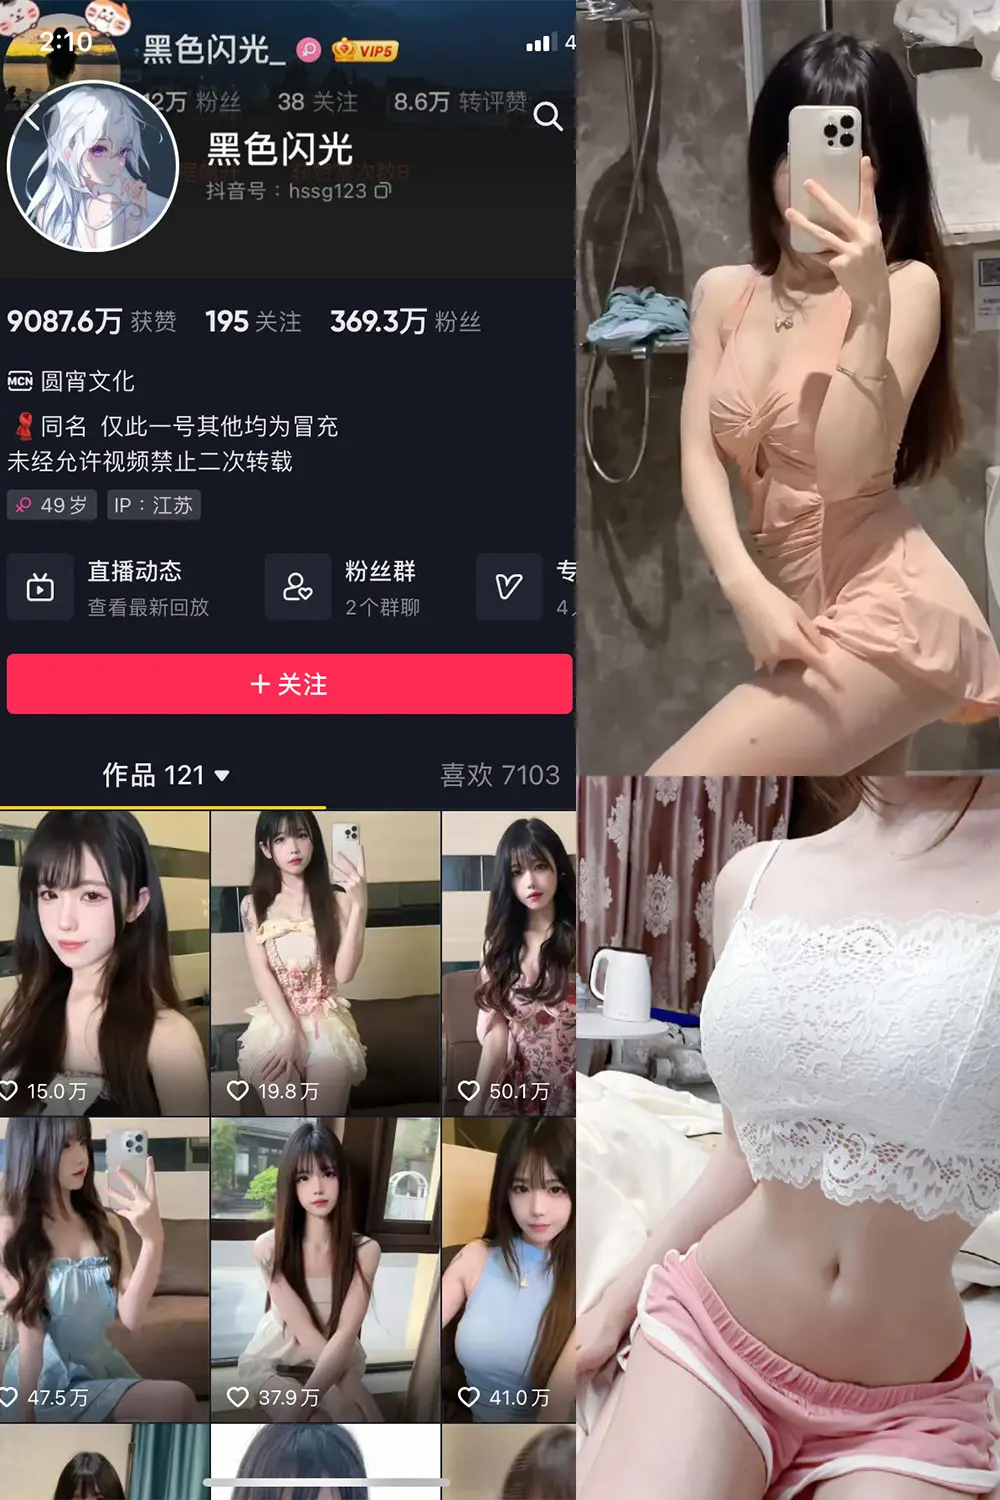 2:10
黑色闪光_ VIP5
4
2万 粉丝 38 关注 8.6万 转评赞
黑色闪光
抖音号：hssg123
9087.6万 获赞 195 关注 369.3万 粉丝
MCN 圆宵文化
同名 仅此一号其他均为冒充
未经允许视频禁止二次转载
49岁 IP：江苏
直播动态
查看最新回放
粉丝群
2个群聊
专
4
+ 关注
作品 121 喜欢 7103
15.0万 19.8万 50.1万
47.5万 37.9万 41.0万